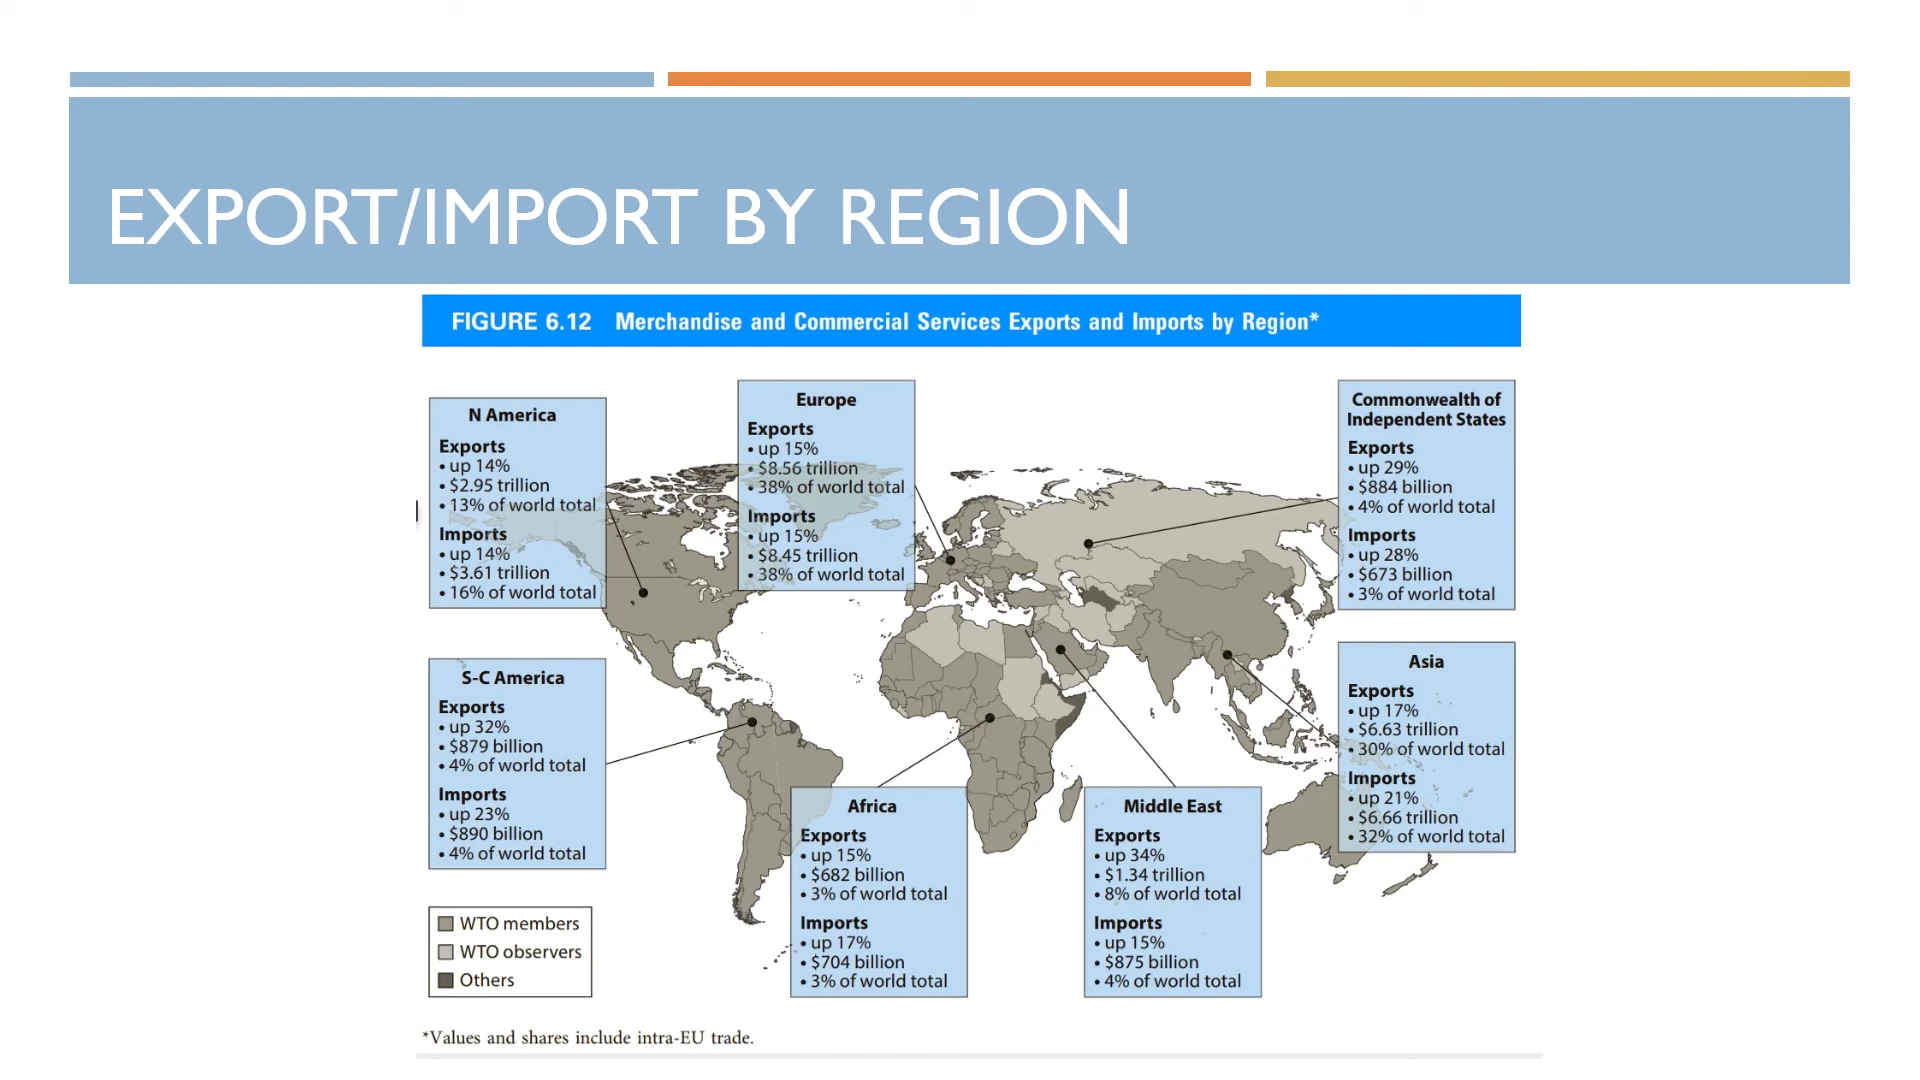 EXPORT/IMPORT BY REGION
FIGURE 6.12 Merchandise and Commercial Services Exports and Imports by Region*
N America
Exports
• up 14%
• $2.95 trillion
• 13% of world total
Imports
• up 14%
• $3.61 trillion
• 16% of world total
Europe
Exports
• up 15%
• $8.56 trillion
• 38% of world total
Imports
• up 15%
• $8.45 trillion
• 38% of world total
Commonwealth of
Independent States
Exports
• up 29%
• $884 billion
• 4% of world total
Imports
• up 28%
• $673 billion
• 3% of world total
S-C America
Exports
• up 32%
• $879 billion
• 4% of world total
Imports
• up 23%
• $890 billion
• 4% of world total
Africa
Exports
• up 15%
• $682 billion
• 3% of world total
Imports
• up 17%
• $704 billion
• 3% of world total
Middle East
Exports
• up 34%
• $1.34 trillion
• 8% of world total
Imports
• up 15%
• $875 billion
• 4% of world total
Asia
Exports
• up 17%
• $6.63 trillion
• 30% of world total
Imports
• up 21%
• $6.66 trillion
• 32% of world total
WTO members
WTO observers
Others
*Values and shares include intra-EU trade.